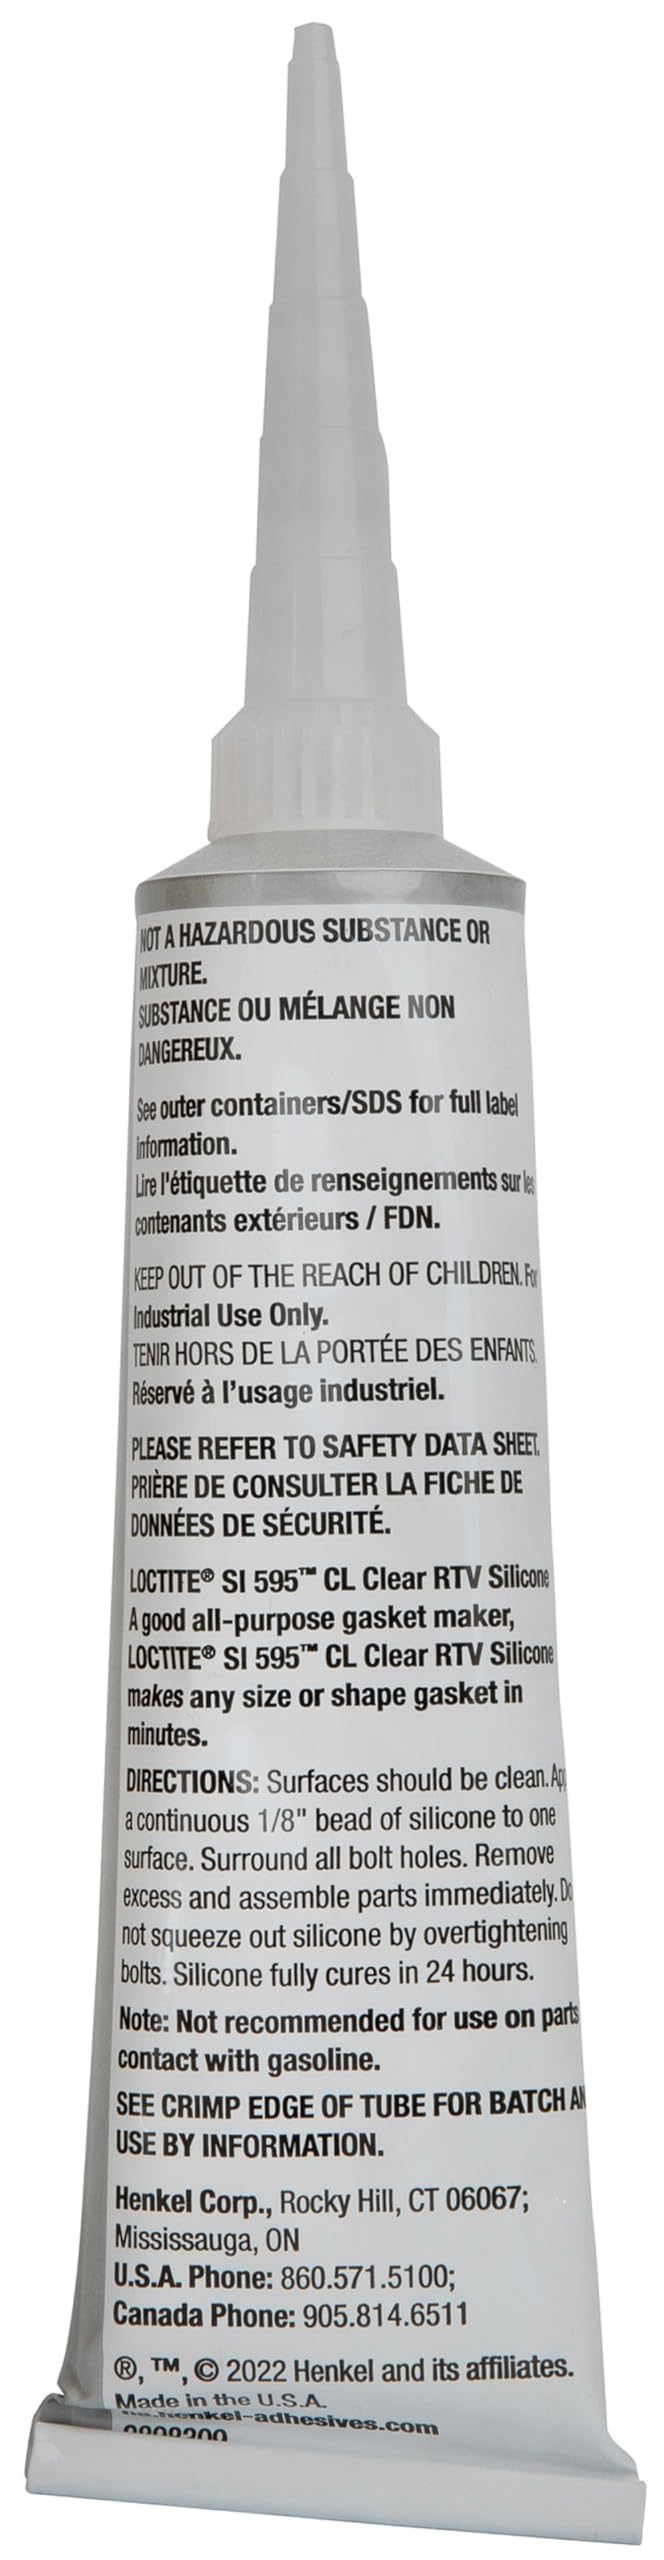 NOT A HAZARDOUS SUBSTANCE OR
MIXTURE.
SUBSTANCE OU MÉLANGE NON
DANGEREUX.
See outer containers/SDS for full label
information.
Lire l'étiquette de renseignements sur les
contenants extérieurs / FDN.
KEEP OUT OF THE REACH OF CHILDREN. For
Industrial Use Only.
TENIR HORS DE LA PORTÉE DES ENFANTS.
Réservé à l'usage industriel.
PLEASE REFER TO SAFETY DATA SHEET.
PRIÈRE DE CONSULTER LA FICHE DE
DONNÉES DE SÉCURITÉ.
LOCTITE® SI 595™ CL Clear RTV Silicone
A good all-purpose gasket maker,
LOCTITE® SI 595™ CL Clear RTV Silicone
makes any size or shape gasket in
minutes.
DIRECTIONS: Surfaces should be clean.
a continuous 1/8" bead of silicone to one
surface. Surround all bolt holes. Remove
excess and assemble parts immediately. Do
not squeeze out silicone by overtightening
bolts. Silicone fully cures in 24 hours.
Note: Not recommended for use on parts
contact with gasoline.
SEE CRIMP EDGE OF TUBE FOR BATCH
USE BY INFORMATION.
Henkel Corp., Rocky Hill, CT 06067;
Mississauga, ON
U.S.A. Phone: 860.571.5100;
Canada Phone: 905.814.6511
®, ™, © 2022 Henkel and its affiliates.
Made in the U.S.A.